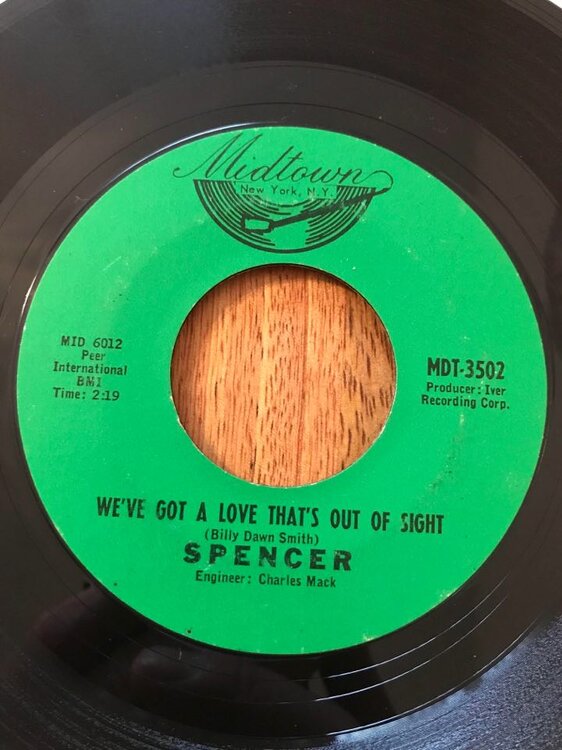 Midtown
New York, N.Y.
MID 6012
Peer
International
BMI
Time: 2:19
MDT-3502
Producer: Iver
Recording Corp.
WE'VE GOT A LOVE THAT'S OUT OF SIGHT
(Billy Dawn Smith)
SPENCER
Engineer: Charles Mack